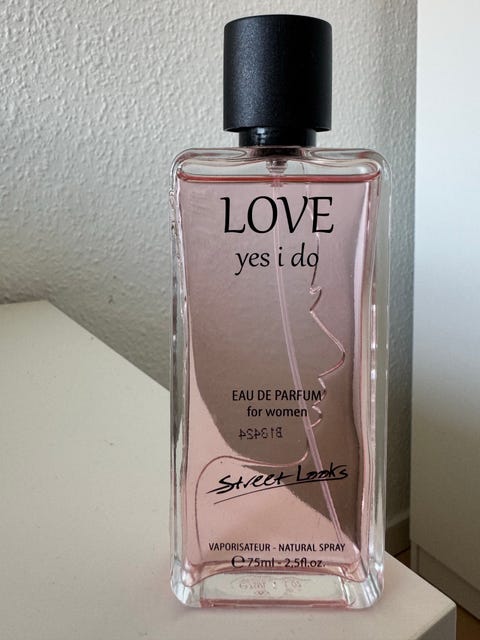 LOVE
yes i do
EAU DE PARFUM
for women
B13424
Street Looks
VAPORISATEUR - NATURAL SPRAY
℮ 75ml - 2,5fl.oz.